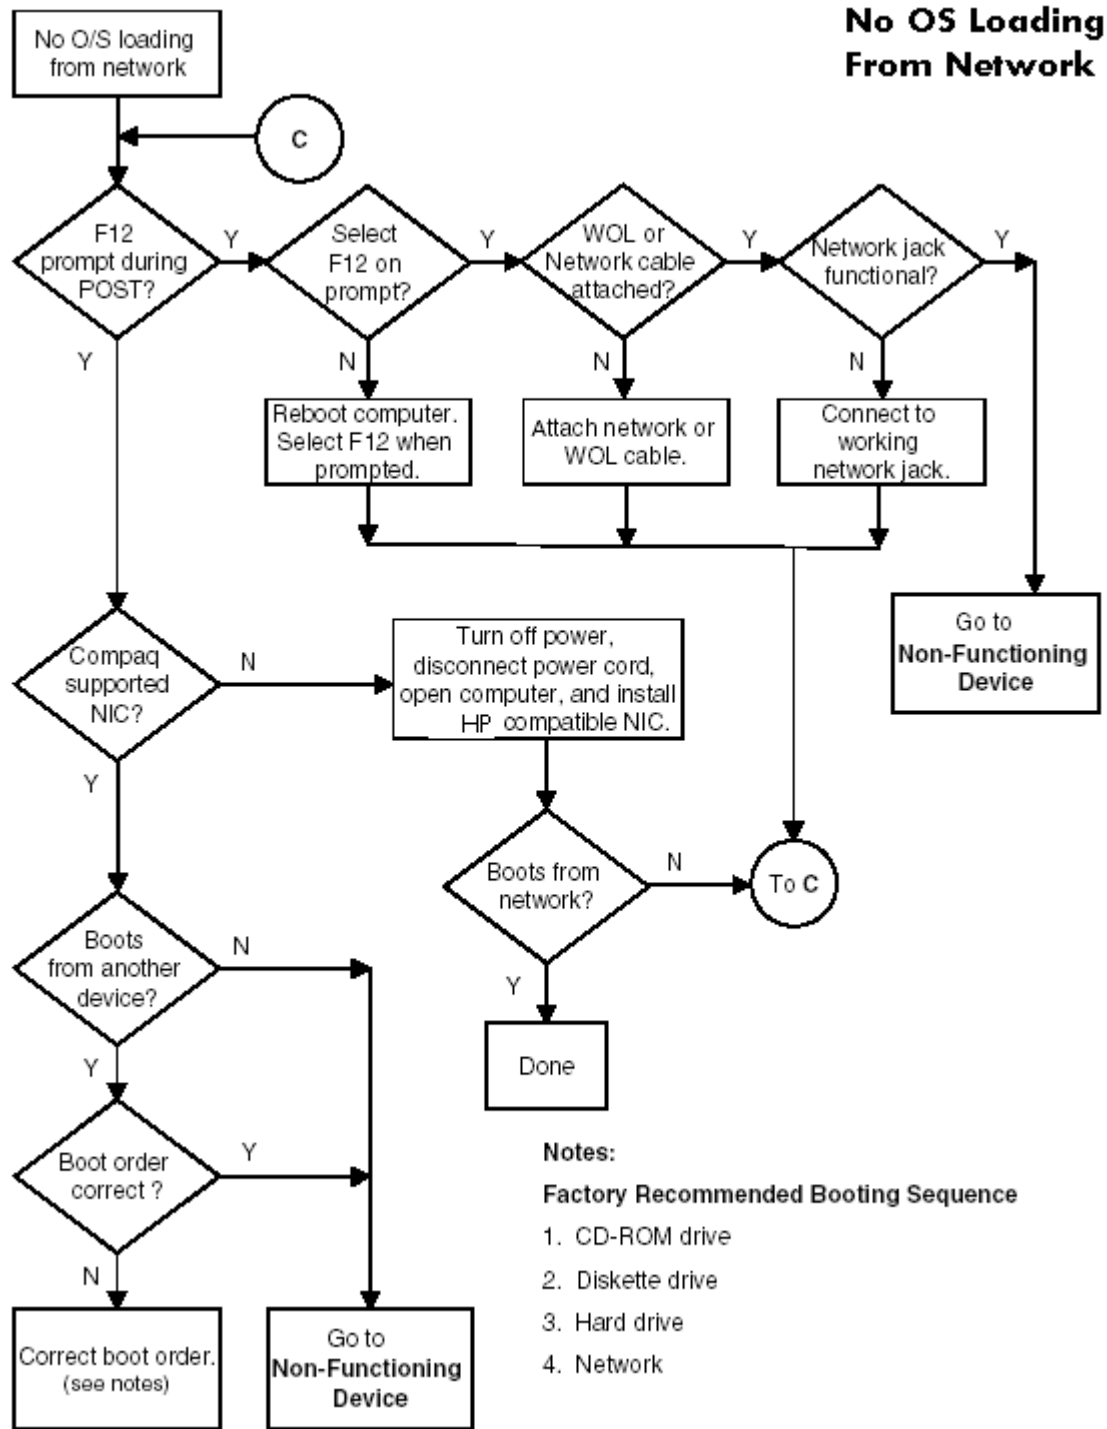 No OS Loading
From Network
No O/S loading
from network
C
F12
prompt during
POST?
Y
Y
Select
F12 on
prompt?
Y
N
WOL or
Network cable
attached?
Y
N
Network jack
functional?
Y
N
Reboot computer.
Select F12 when
prompted.
Attach network or
WOL cable.
Connect to
working
network jack.
Go to
Non-Functioning
Device
Compaq
supported
NIC?
N
Y
Turn off power,
disconnect power cord,
open computer, and install
HP compatible NIC.
Boots from
network?
N
Y
To C
Done
Boots
from another
device?
N
Y
Boot order
correct ?
Y
N
Correct boot order.
(see notes)
Go to
Non-Functioning
Device
Notes:
Factory Recommended Booting Sequence
1. CD-ROM drive
2. Diskette drive
3. Hard drive
4. Network